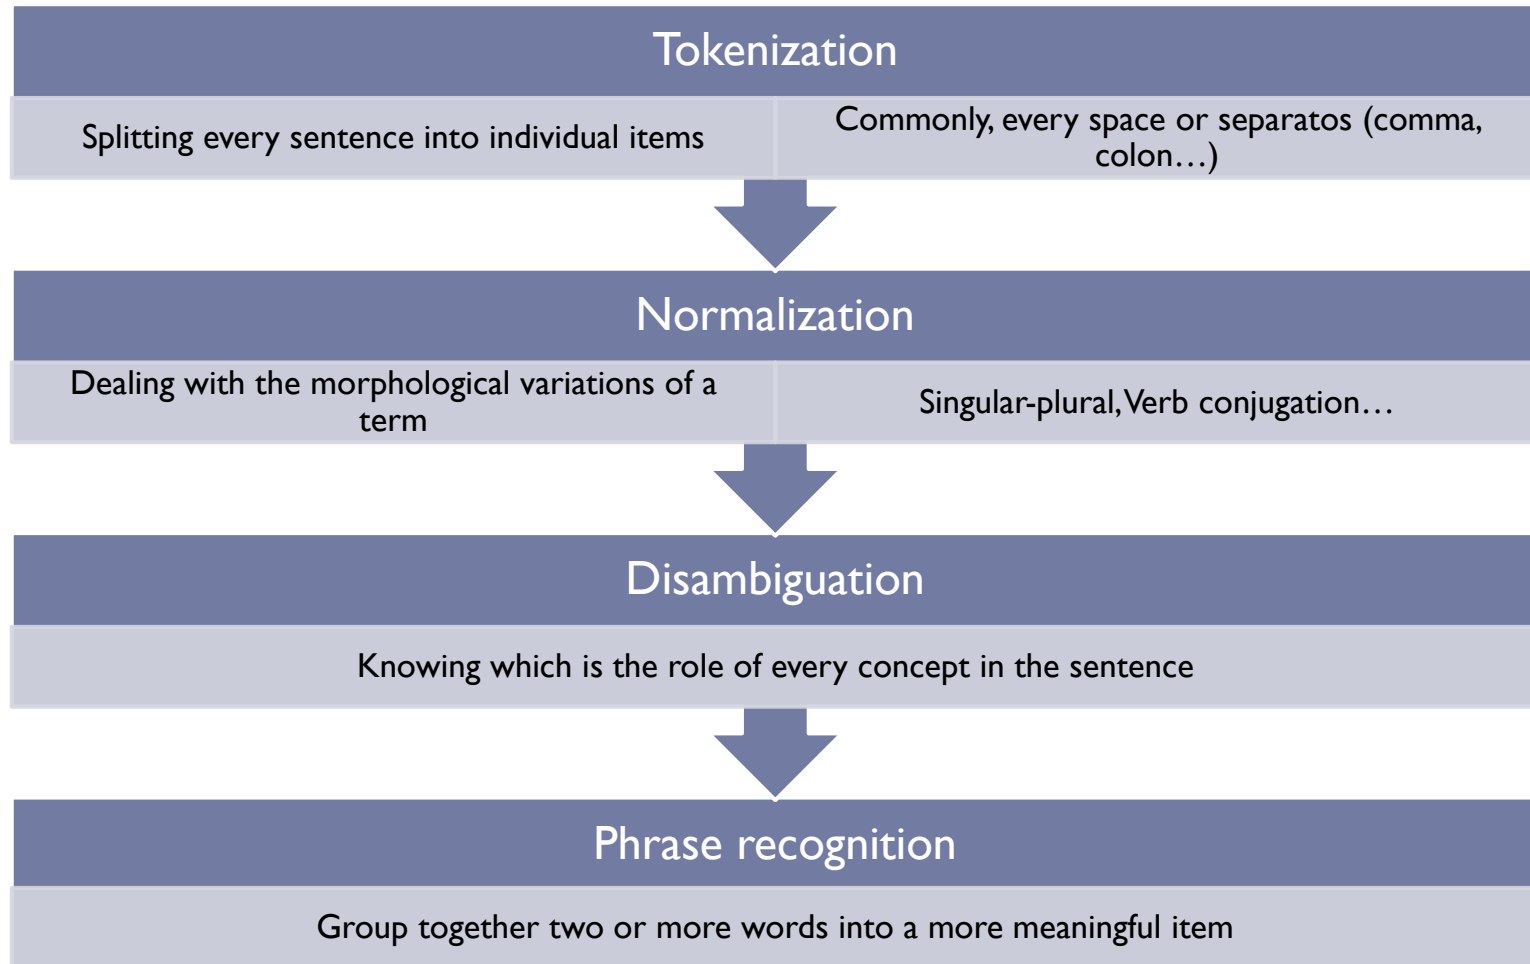 Tokenization
Splitting every sentence into individual items
Commonly, every space or separatos (comma,
colon…)
Normalization
Dealing with the morphological variations of a
term
Singular-plural, Verb conjugation…
Disambiguation
Knowing which is the role of every concept in the sentence
Phrase recognition
Group together two or more words into a more meaningful item